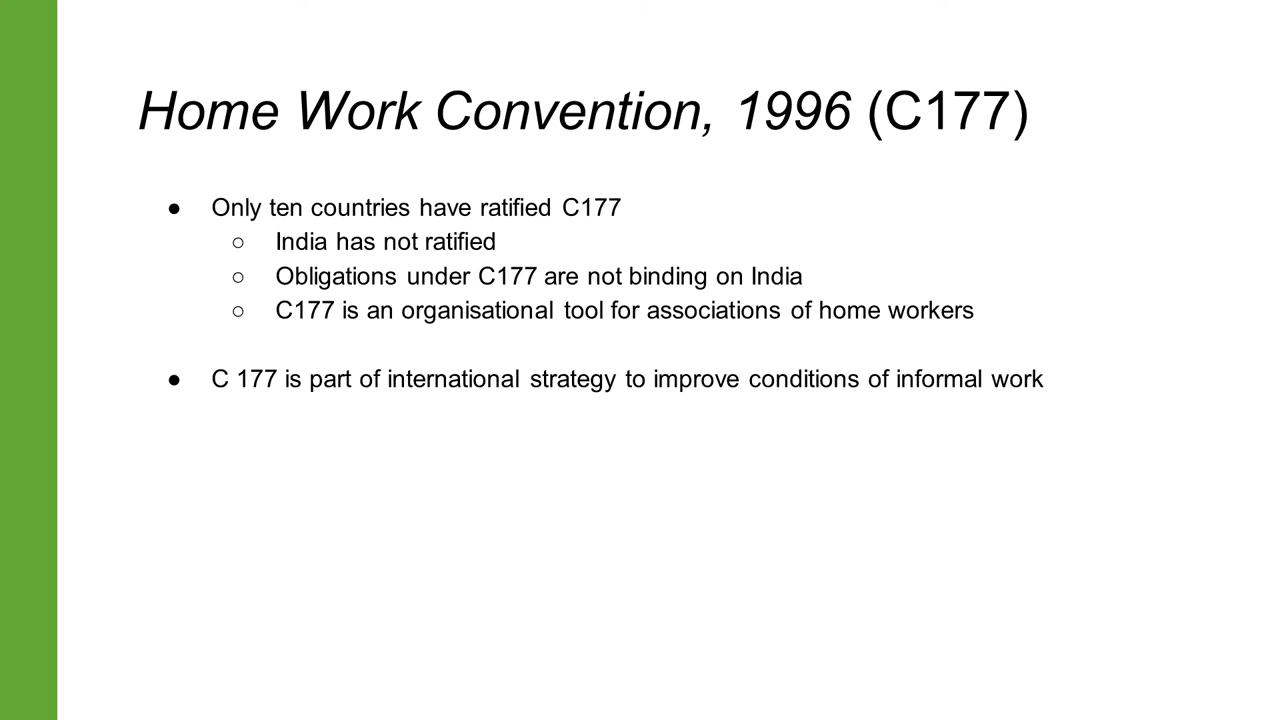 Home Work Convention, 1996 (C177)
● Only ten countries have ratified C177
○ India has not ratified
○ Obligations under C177 are not binding on India
○ C177 is an organisational tool for associations of home workers
● C 177 is part of international strategy to improve conditions of informal work